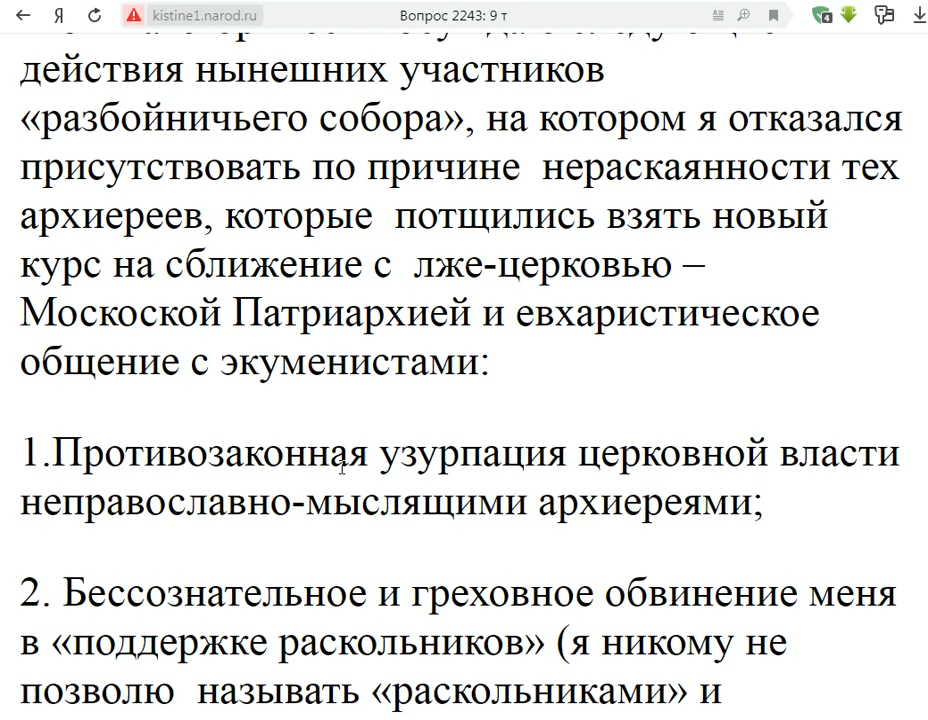 kistine1.narod.ru
Вопрос 2243: 9 т
4
действия нынешних участников
«разбойничьего собора», на котором я отказался
присутствовать по причине нераскаянности тех
архиереев, которые потщились взять новый
курс на сближение с лже-церковью –
Москоской Патриархией и евхаристическое
общение с экуменистами:
1.Противозаконная узурпация церковной власти
неправославно-мыслящими архиереями;
2. Бессознательное и греховное обвинение меня
в «поддержке раскольников» (я никому не
позволю называть «раскольниками» и